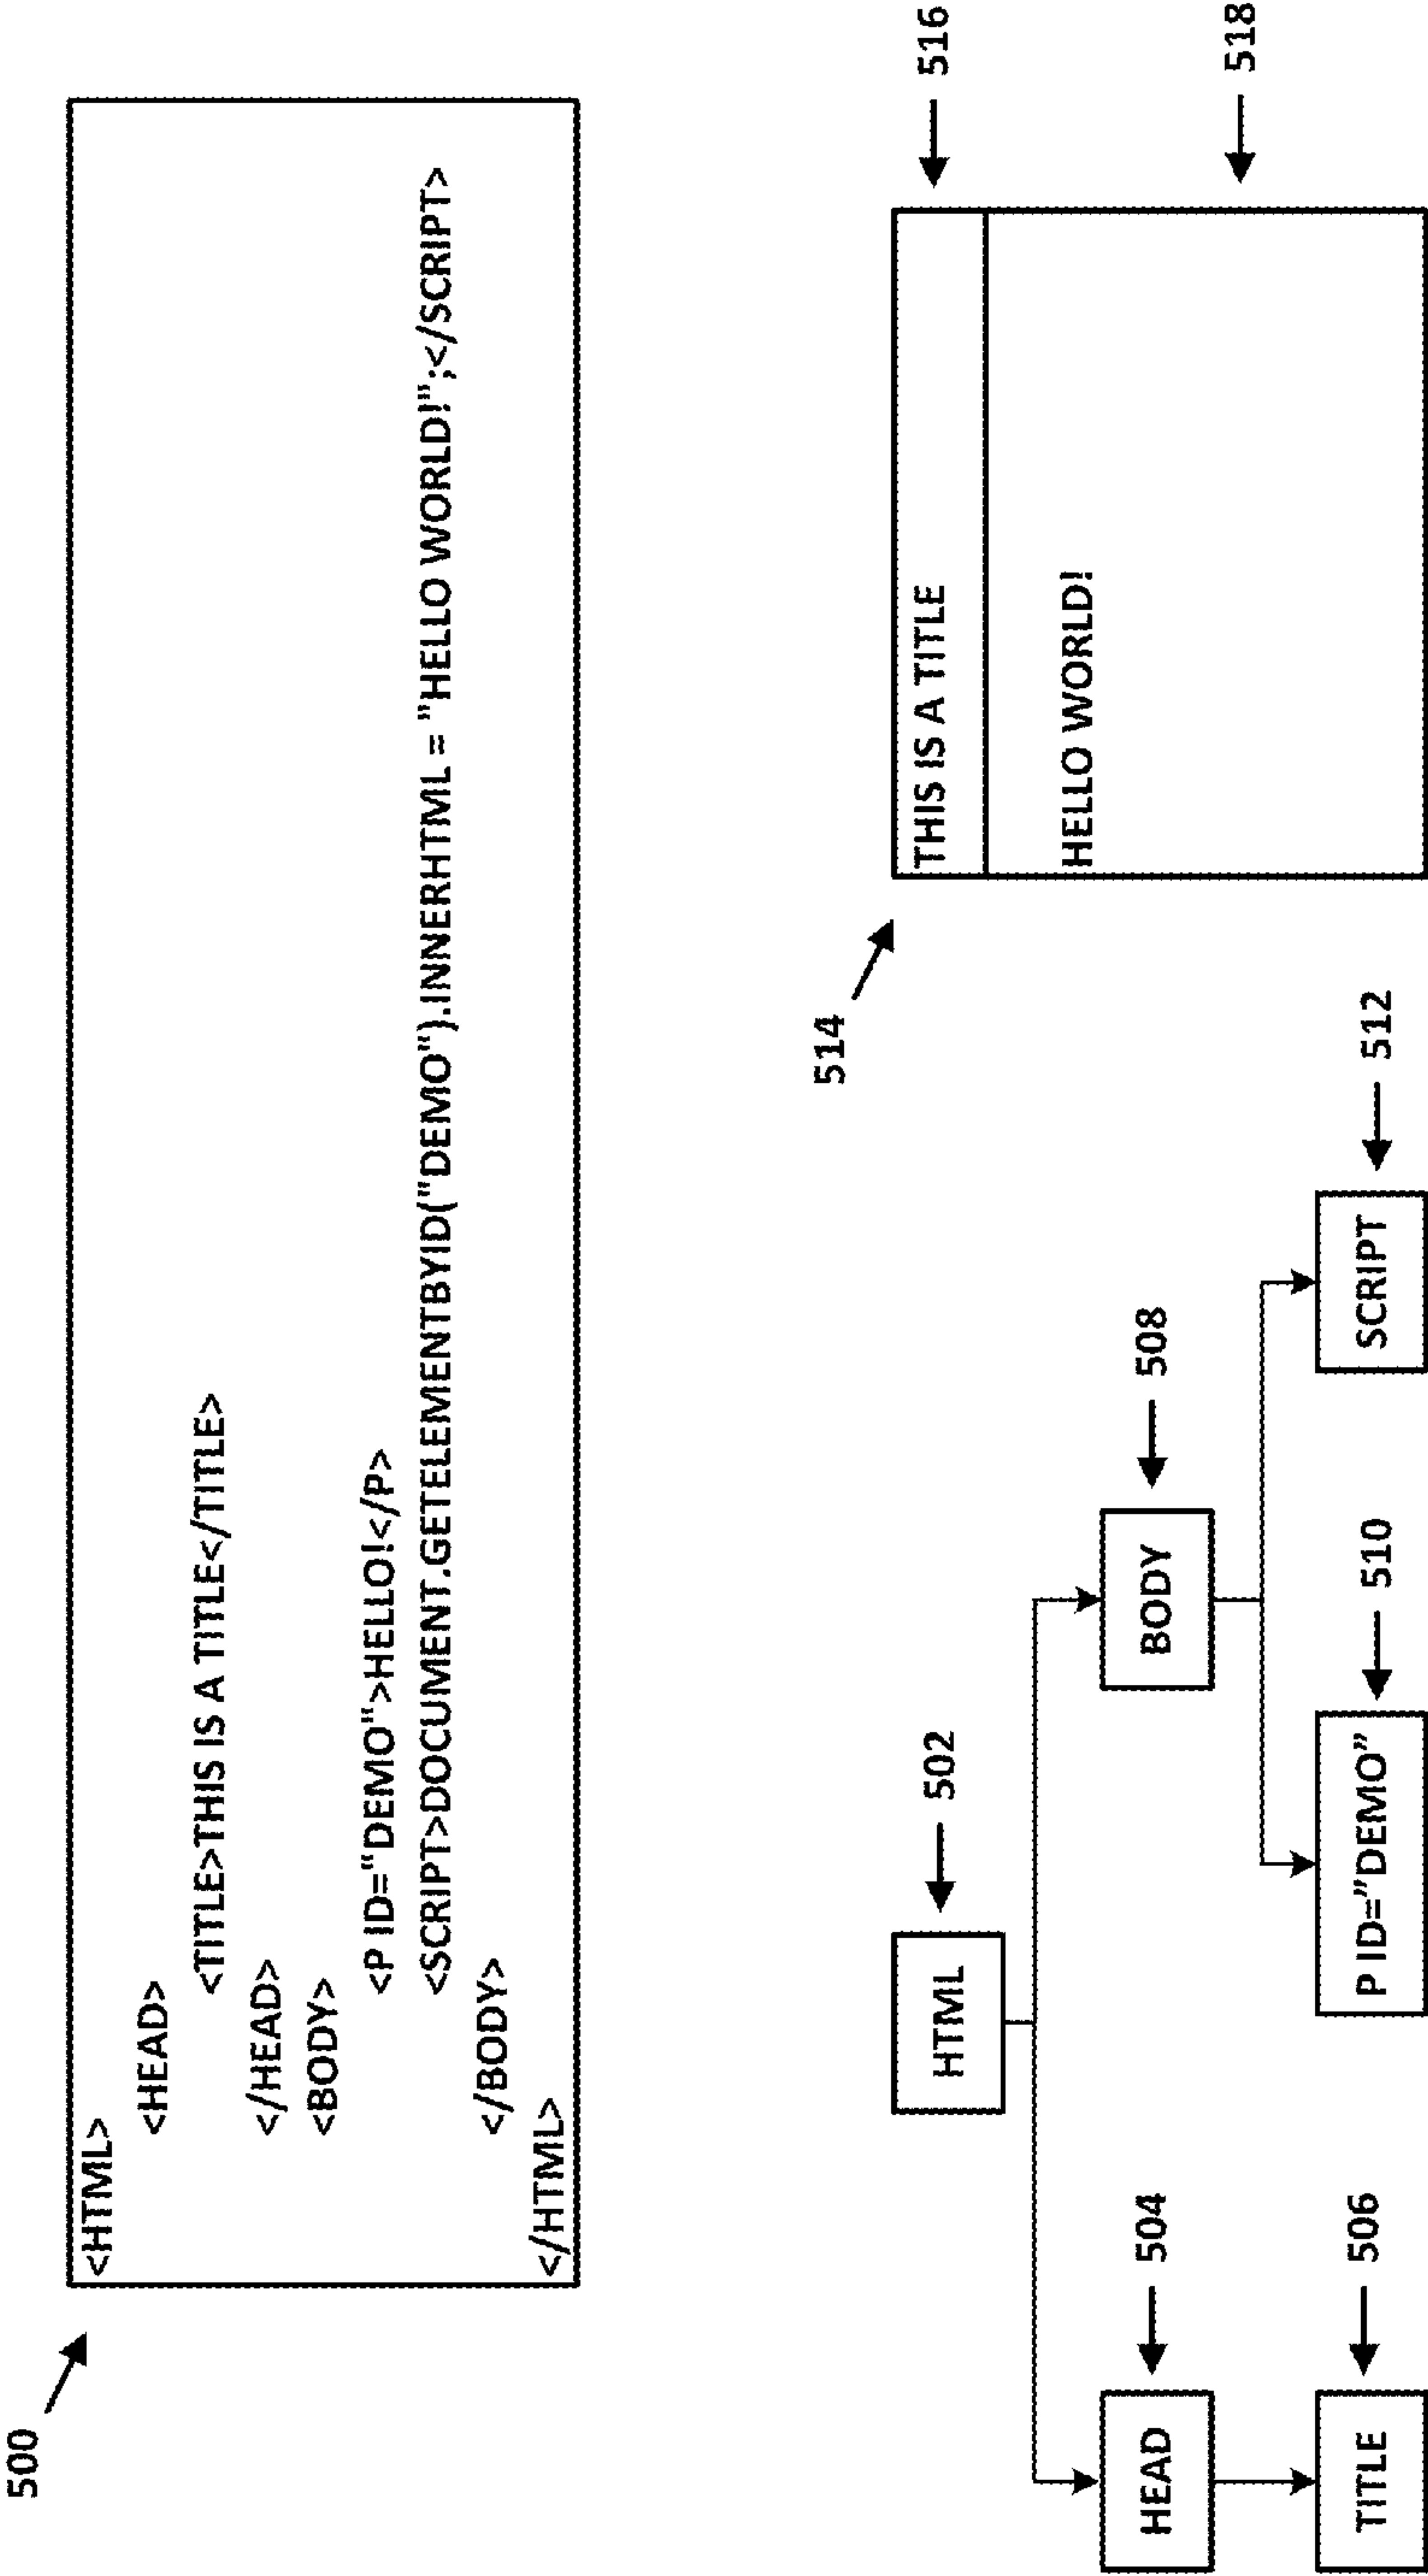 500
<HTML>
<HEAD>
<TITLE>THIS IS A TITLE</TITLE>
</HEAD>
<BODY>
<P ID="DEMO">HELLO!</P>
<SCRIPT>DOCUMENT.GETELEMENTBYID("DEMO").INNERHTML = "HELLO WORLD!";</SCRIPT>
</BODY>
</HTML>
HTML
502
HEAD
504
BODY
508
TITLE
506
P ID="DEMO”
510
SCRIPT
512
514
THIS IS A TITLE
516
HELLO WORLD!
518